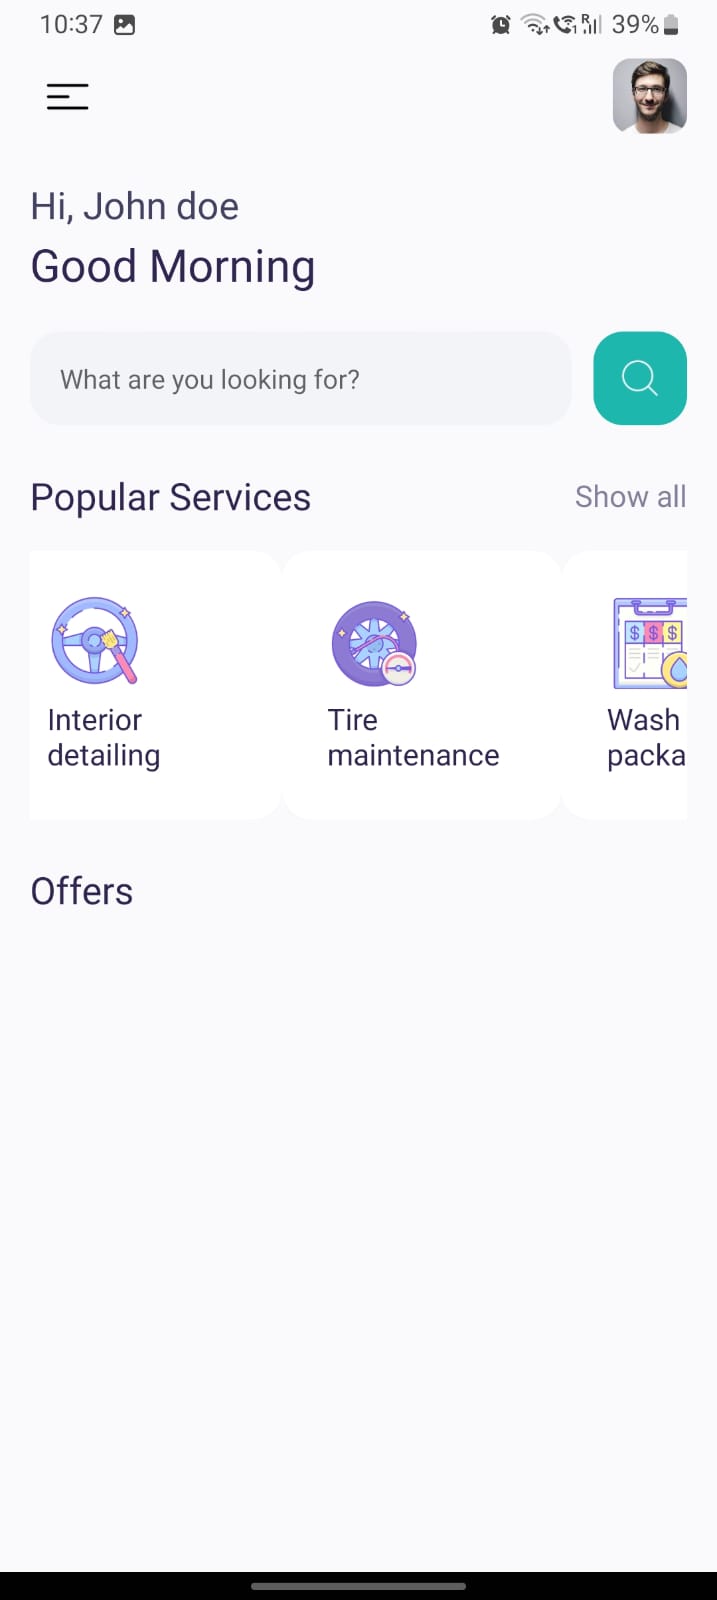 10:37
39%
Hi, John doe
Good Morning
What are you looking for?
Popular Services
Show all
Interior
detailing
Tire
maintenance
$ $ $
Wash
packa
Offers